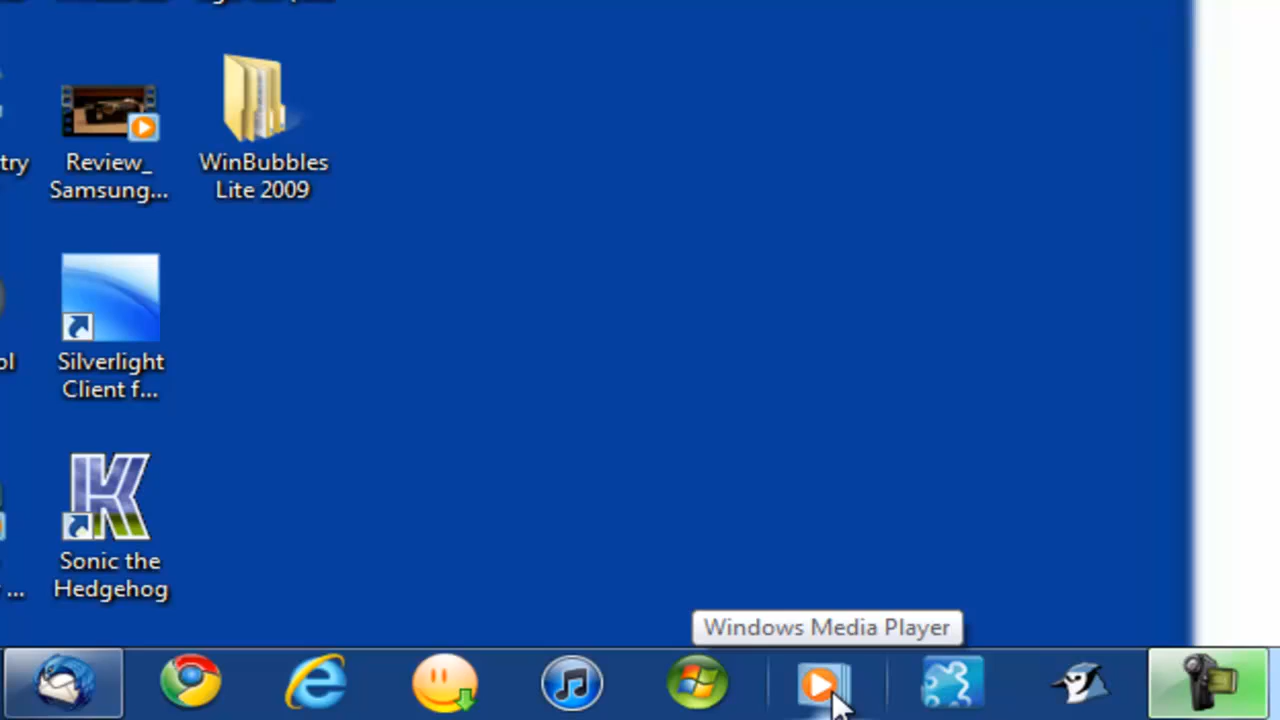 Review_
Samsung...
WinBubbles
Lite 2009
try
Silverlight
Client f...
ol
Sonic the
Hedgehog
...
Windows Media Player